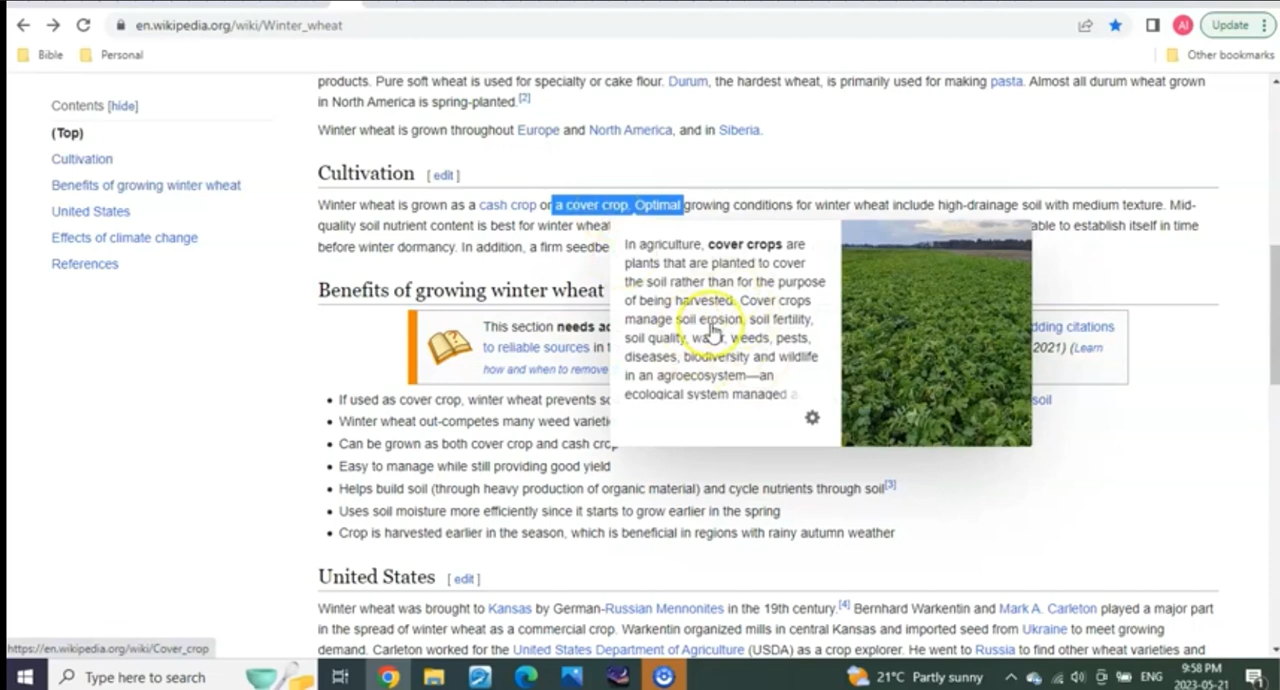 en.wikipedia.org/wiki/Winter_wheat
AI
Update
Bible
Personal
Other bookmarks
Contents [hide]
(Top)
Cultivation
Benefits of growing winter wheat
United States
Effects of climate change
References
products. Pure soft wheat is used for specialty or cake flour. Durum, the hardest wheat, is primarily used for making pasta. Almost all durum wheat grown
in North America is spring-planted.[2]
Winter wheat is grown throughout Europe and North America, and in Siberia.
Cultivation [ edit ]
Winter wheat is grown as a cash crop or a cover crop. Optimal growing conditions for winter wheat include high-drainage soil with medium texture. Mid-
quality soil nutrient content is best for winter wheat able to establish itself in time
before winter dormancy. In addition, a firm seedbe
In agriculture, cover crops are
plants that are planted to cover
the soil rather than for the purpose
of being harvested. Cover crops
manage soil erosion, soil fertility,
soil quality, water, weeds, pests,
diseases, biodiversity and wildlife
in an agroecosystem—an
ecological system managed a
Benefits of growing winter wheat
This section needs ad dding citations
to reliable sources in t 2021) (Learn
how and when to remove
If used as cover crop, winter wheat prevents so soil
Winter wheat out-competes many weed varieti
Can be grown as both cover crop and cash crop
Easy to manage while still providing good yield
Helps build soil (through heavy production of organic material) and cycle nutrients through soil[3]
Uses soil moisture more efficiently since it starts to grow earlier in the spring
Crop is harvested earlier in the season, which is beneficial in regions with rainy autumn weather
United States [ edit ]
Winter wheat was brought to Kansas by German-Russian Mennonites in the 19th century.[4] Bernhard Warkentin and Mark A. Carleton played a major part
in the spread of winter wheat as a commercial crop. Warkentin organized mills in central Kansas and imported seed from Ukraine to meet growing
demand. Carleton worked for the United States Department of Agriculture (USDA) as a crop explorer. He went to Russia to find other wheat varieties and
https://en.wikipedia.org/wiki/Cover_crop
Type here to search
21°C Partly sunny
ENG
9:58 PM
2023-05-21
1